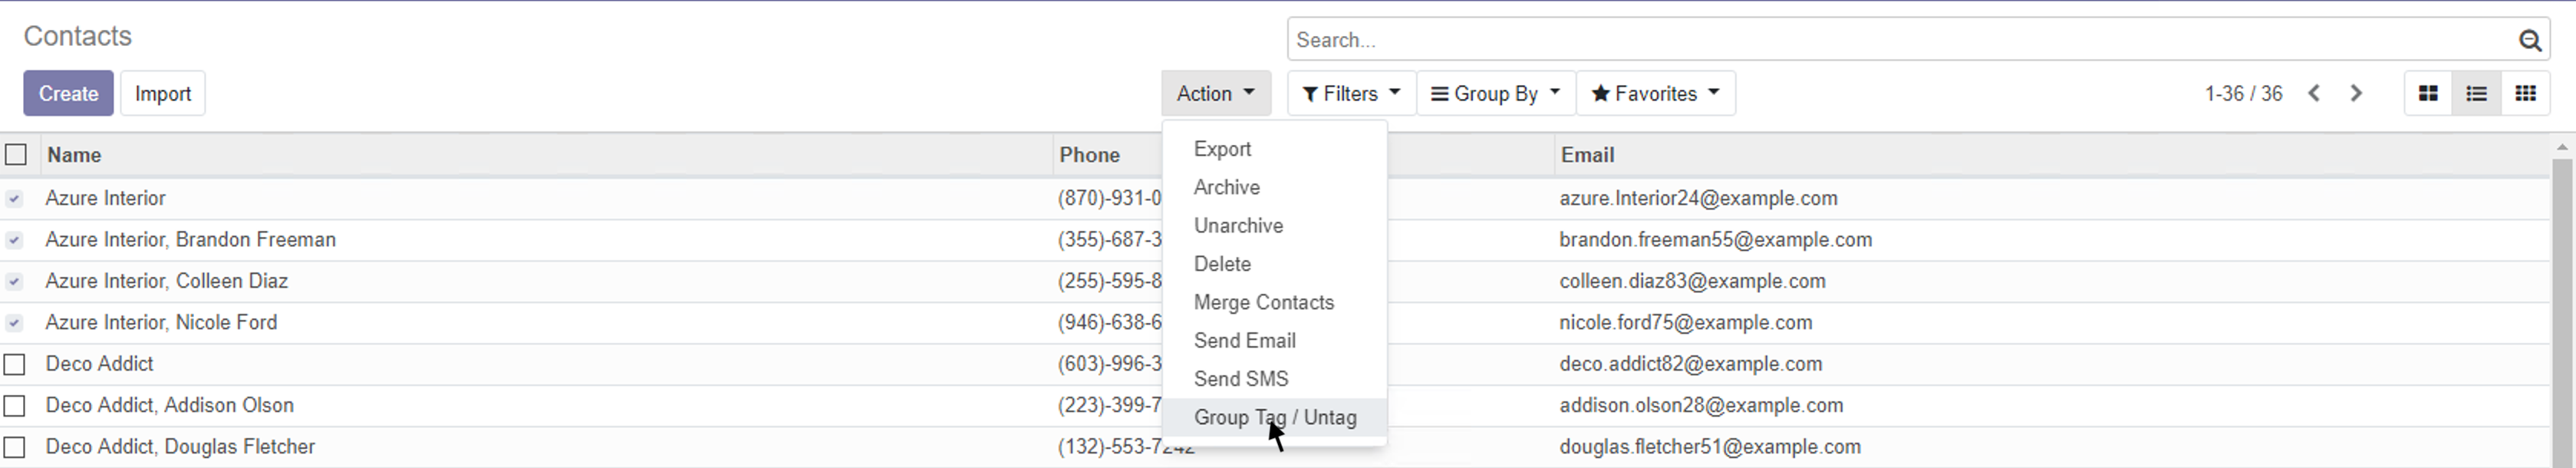 Contacts
Search...
Create Import Action Filters Group By Favorites 1-36 / 36
Name Phone Email
Azure Interior (870)-931-0 azure.Interior24@example.com
Azure Interior, Brandon Freeman (355)-687-3 brandon.freeman55@example.com
Azure Interior, Colleen Diaz (255)-595-8 colleen.diaz83@example.com
Azure Interior, Nicole Ford (946)-638-6 nicole.ford75@example.com
Deco Addict (603)-996-3 deco.addict82@example.com
Deco Addict, Addison Olson (223)-399-7 addison.olson28@example.com
Deco Addict, Douglas Fletcher (132)-553-7242 douglas.fletcher51@example.com
Export
Archive
Unarchive
Delete
Merge Contacts
Send Email
Send SMS
Group Tag / Untag